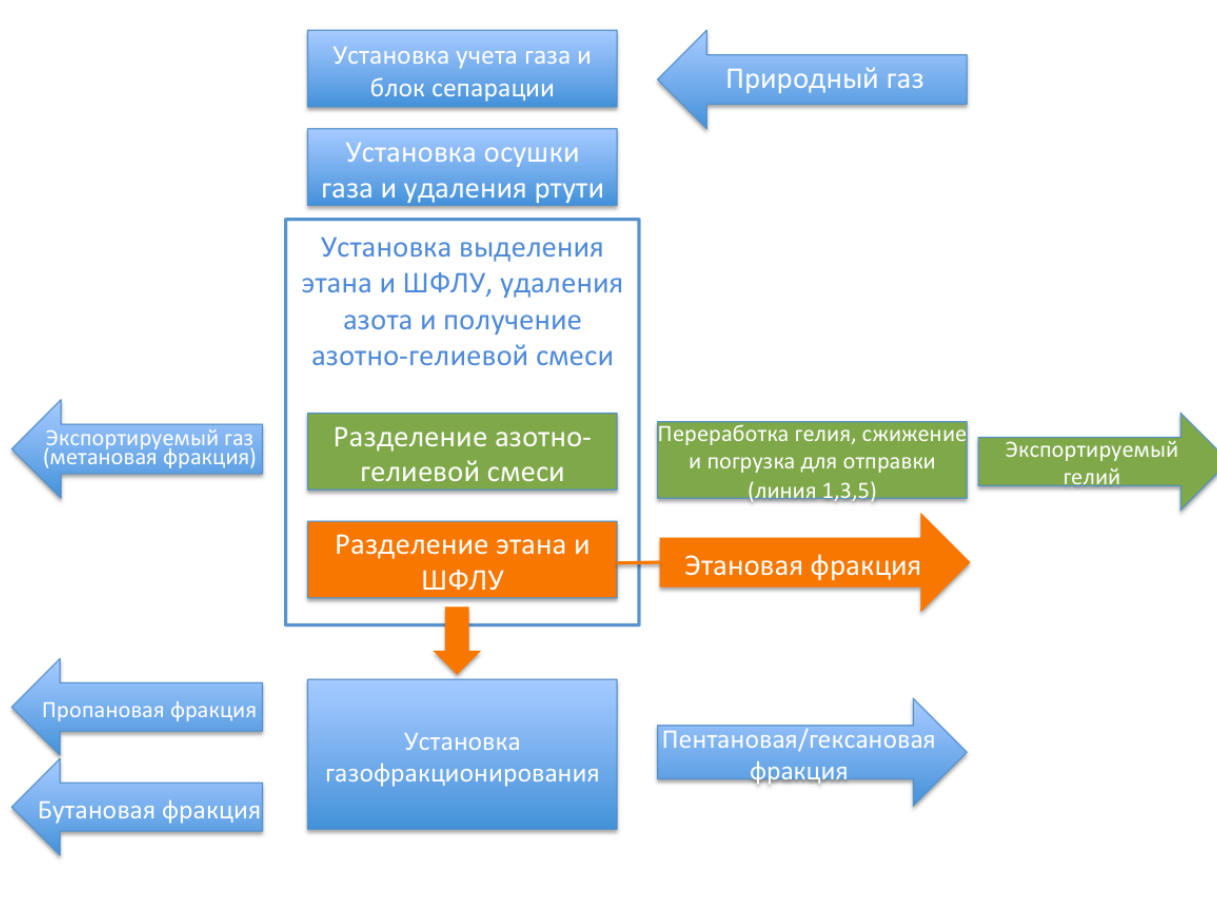 Установка учета газа и
блок сепарации
Природный газ
Установка осушки
газа и удаления ртути
Установка выделения
этана и ШФЛУ, удаления
азота и получение
азотно-гелиевой смеси
Экспортируемый газ
(метановая фракция)
Разделение азотно-
гелиевой смеси
Переработка гелия, сжижение
и погрузка для отправки
(линия 1,3,5)
Экспортируемый
гелий
Разделение этана и
ШФЛУ
Этановая фракция
Пропановая фракция
Бутановая фракция
Установка
газофракционирования
Пентановая/гексановая
фракция